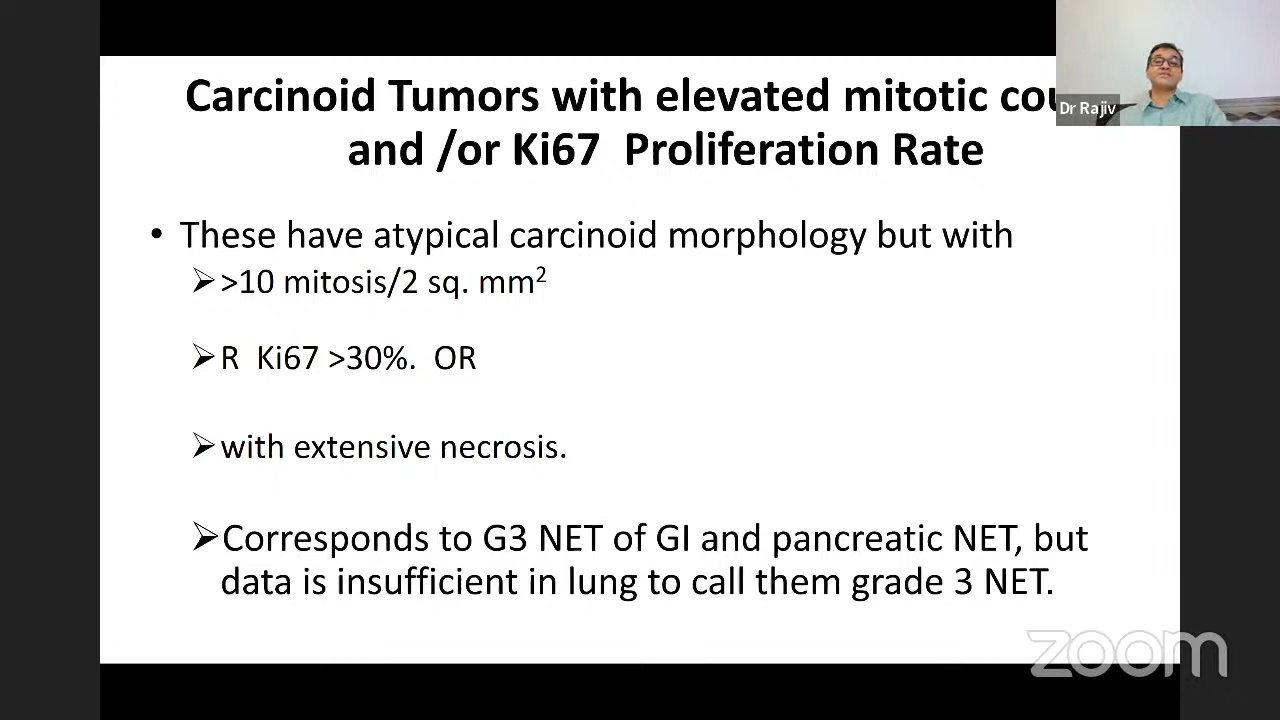 Carcinoid Tumors with elevated mitotic
and /or Ki67 Proliferation Rate
• These have atypical carcinoid morphology but with
➢>10 mitosis/2 sq. mm²
➢R Ki67 >30%. OR
➢with extensive necrosis.
➢Corresponds to G3 NET of GI and pancreatic NET, but
data is insufficient in lung to call them grade 3 NET.
Dr Rajiv
zoom